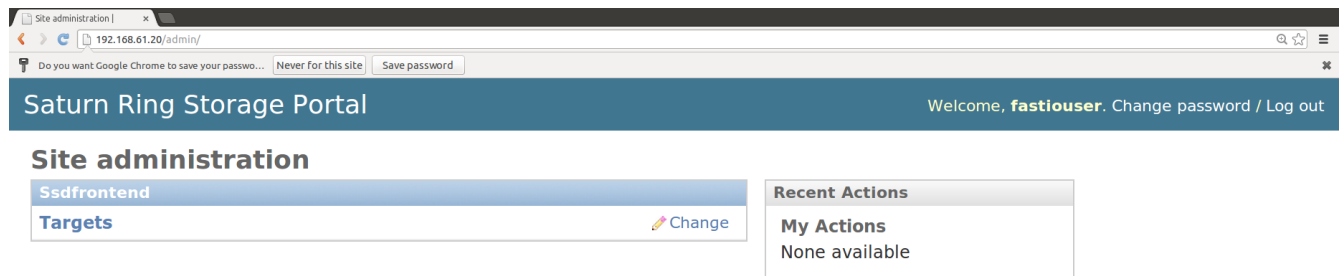 Site administration |
192.168.61.20/admin/
Do you want Google Chrome to save your passwo... Never for this site Save password
Saturn Ring Storage Portal
Welcome, fastiouser. Change password / Log out
Site administration
Ssdfrontend
Targets Change
Recent Actions
My Actions
None available